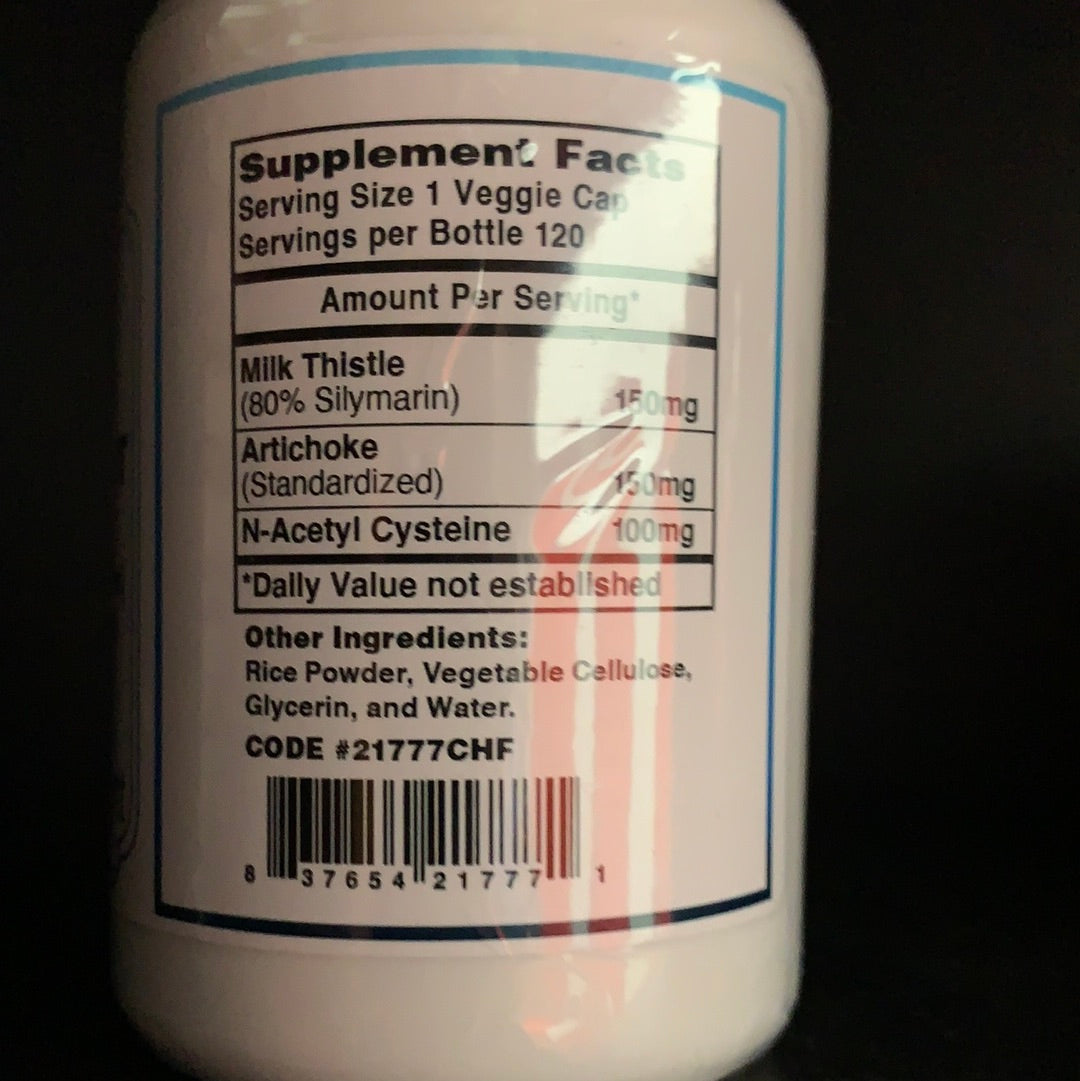 Supplement Facts
Serving Size 1 Veggie Cap
Servings per Bottle 120
Amount Per Serving*
Milk Thistle
(80% Silymarin) 150mg
Artichoke
(Standardized) 150mg
N-Acetyl Cysteine 100mg
*Daily Value not established
Other Ingredients:
Rice Powder, Vegetable Cellulose,
Glycerin, and Water.
CODE #21777CHF
8 37654 21777 1